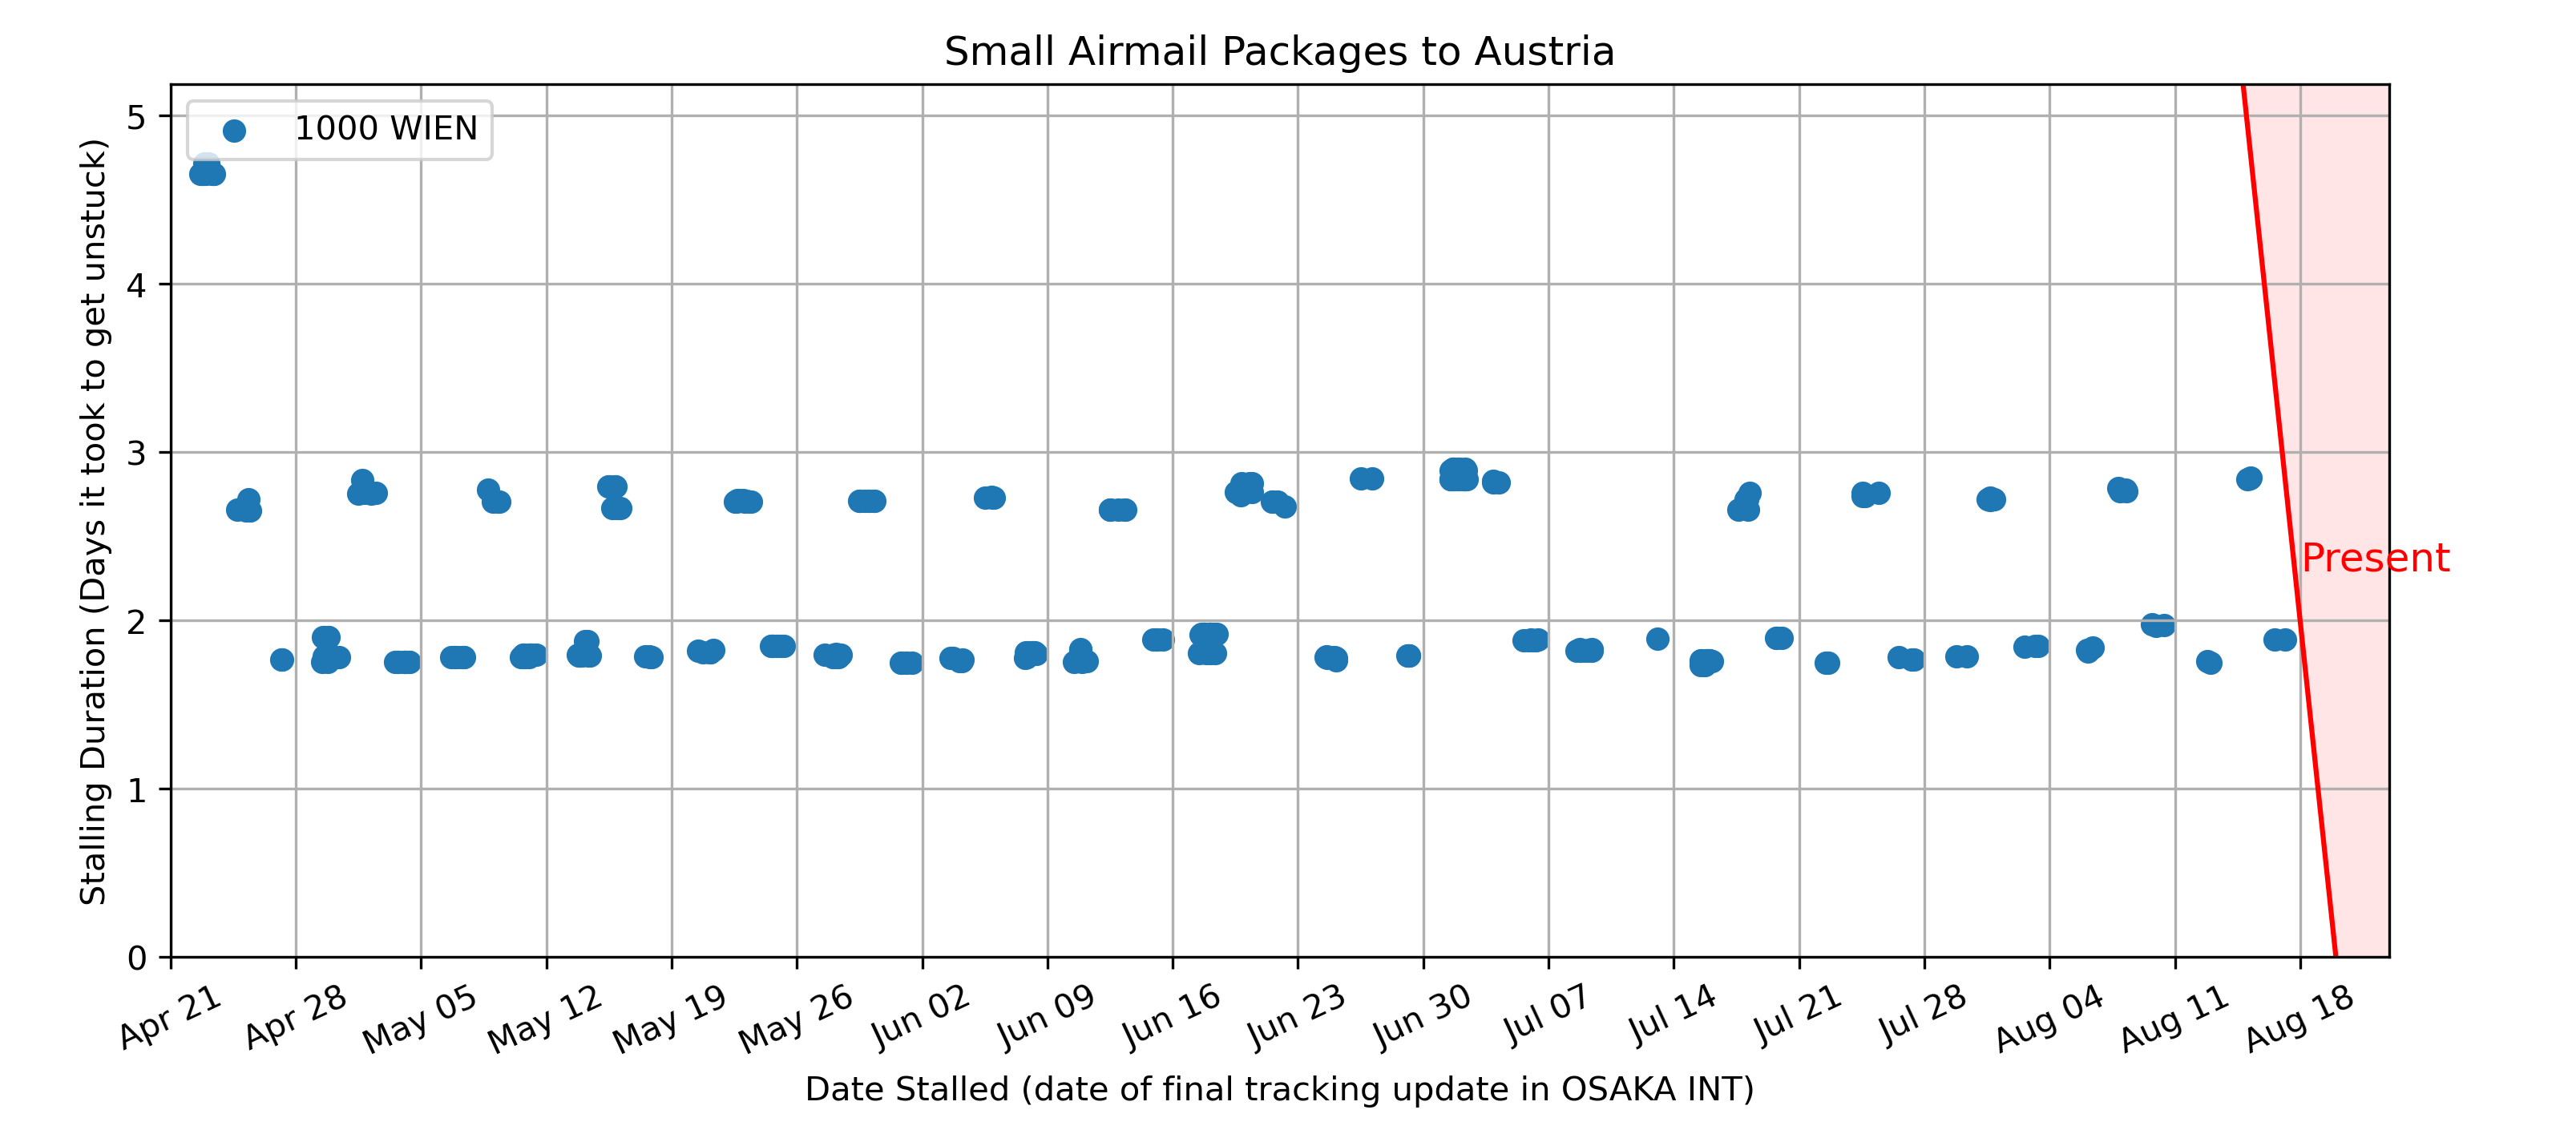 Small Airmail Packages to Austria
1000 WIEN
Stalling Duration (Days it took to get unstuck)
5
4
3
2
1
0
Present
Apr 21
Apr 28
May 05
May 12
May 19
May 26
Jun 02
Jun 09
Jun 16
Jun 23
Jun 30
Jul 07
Jul 14
Jul 21
Jul 28
Aug 04
Aug 11
Aug 18
Date Stalled (date of final tracking update in OSAKA INT)